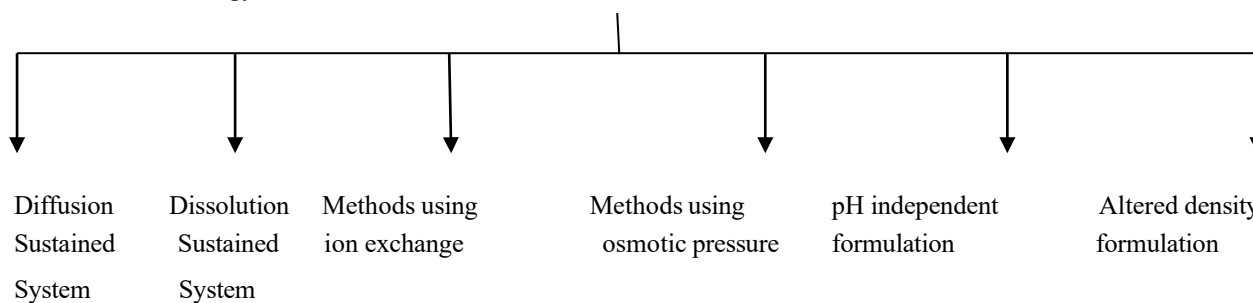 Diffusion Dissolution Methods using Methods using pH independent Altered density
Sustained Sustained ion exchange osmotic pressure formulation formulation
System System